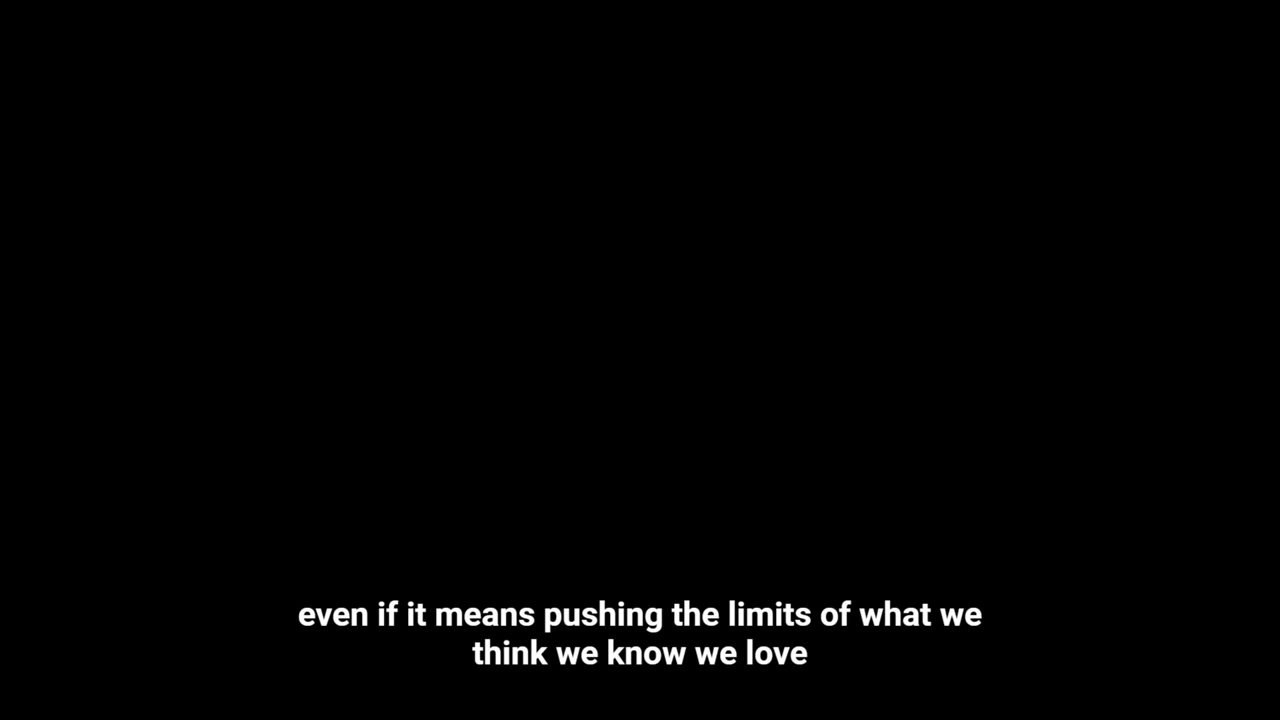 even if it means pushing the limits of what we
think we know we love